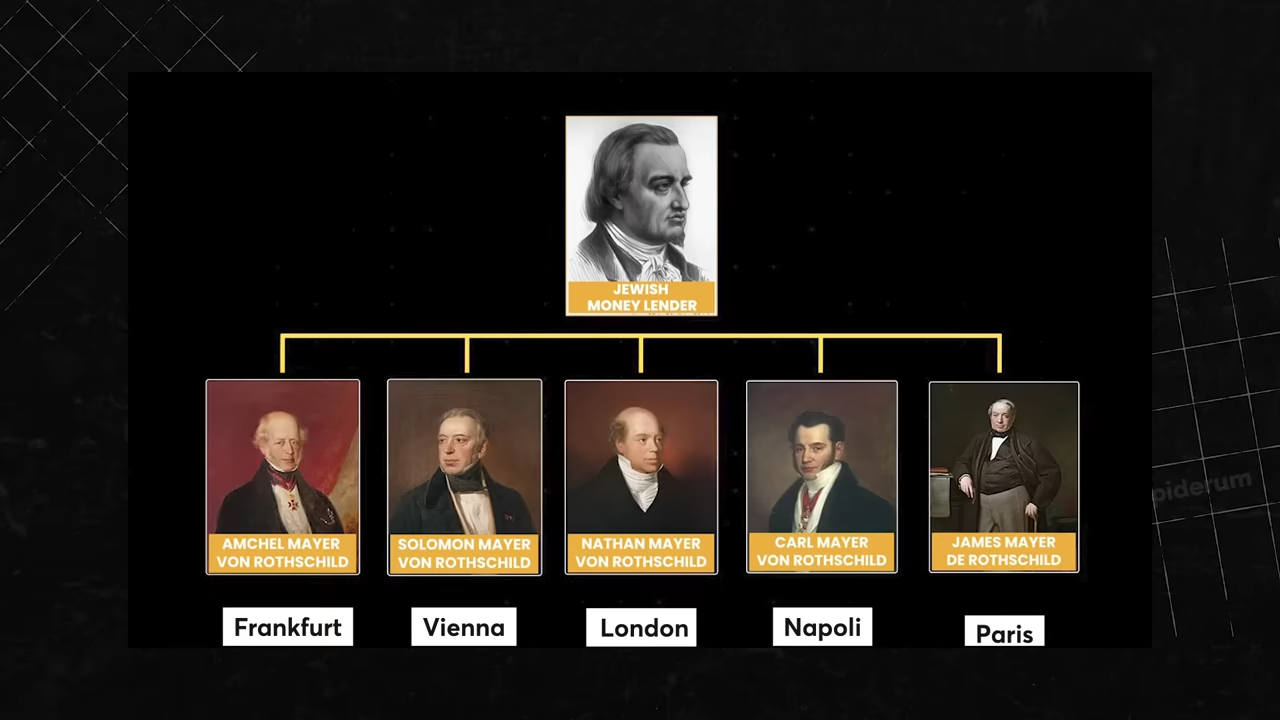 JEWISH
MONEY LENDER
AMCHEL MAYER
VON ROTHSCHILD
SOLOMON MAYER
VON ROTHSCHILD
NATHAN MAYER
VON ROTHSCHILD
CARL MAYER
VON ROTHSCHILD
JAMES MAYER
DE ROTHSCHILD
piderum
Frankfurt
Vienna
London
Napoli
Paris